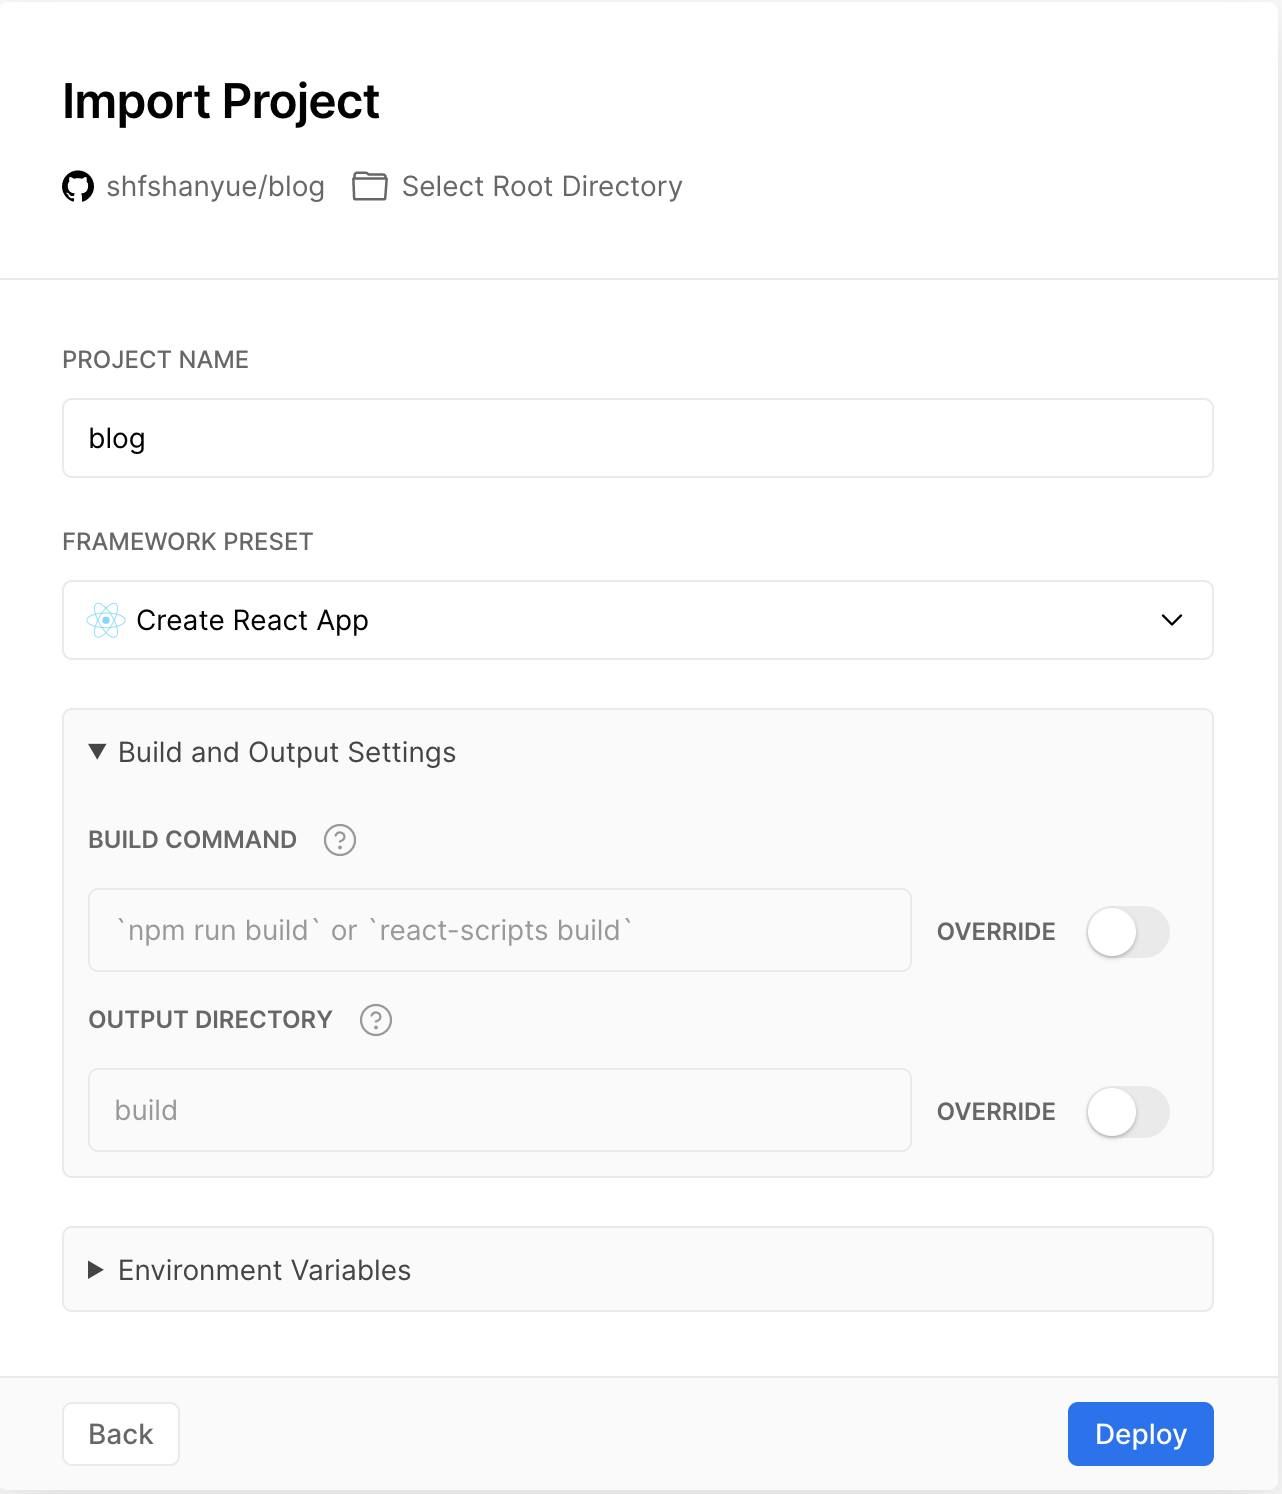 Import Project
shfshanyue/blog Select Root Directory
PROJECT NAME
blog
FRAMEWORK PRESET
Create React App
Build and Output Settings
BUILD COMMAND ?
`npm run build` or `react-scripts build`
OVERRIDE
OUTPUT DIRECTORY ?
build
OVERRIDE
Environment Variables
Back
Deploy